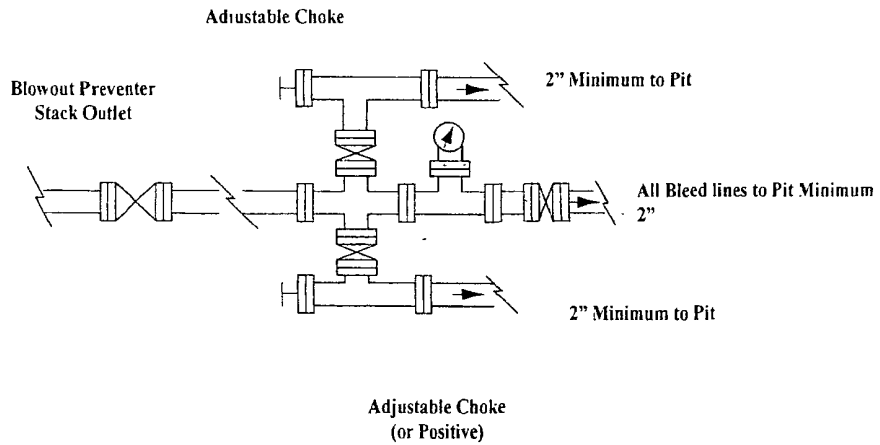 Adjustable Choke
2” Minimum to Pit
Blowout Preventer
Stack Outlet
All Bleed lines to Pit Minimum
2”
2” Minimum to Pit
Adjustable Choke
(or Positive)